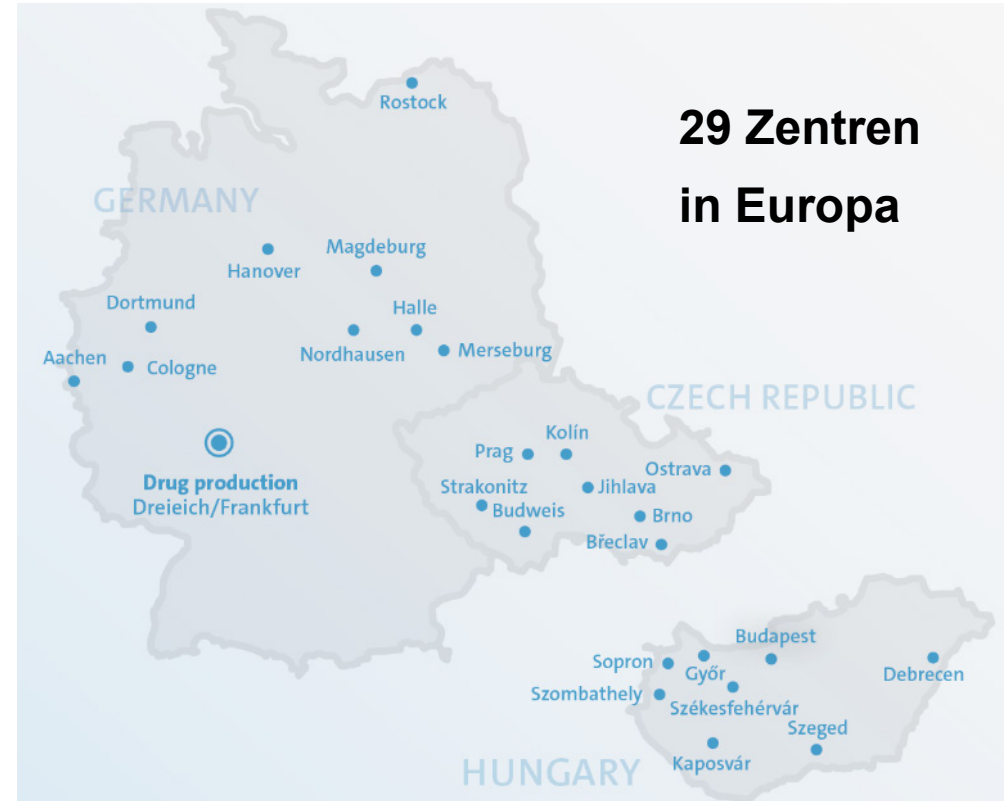 Rostock
29 Zentren
in Europa
GERMANY
Hanover
Magdeburg
Dortmund
Halle
Nordhausen
Merseburg
Aachen
Cologne
CZECH REPUBLIC
Drug production
Dreieich/Frankfurt
Kolín
Prag
Ostrava
Strakonitz
Jihlava
Budweis
Brno
Břeclav
Budapest
Sopron
Győr
Debrecen
Szombathely
Székesfehérvár
Szeged
Kaposvár
HUNGARY